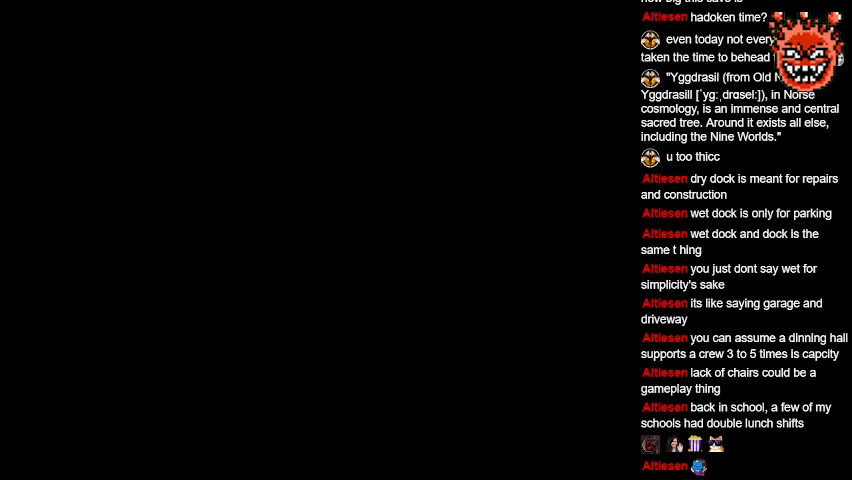 Altiesen hadoken time?
even today not every
taken the time to behead
"Yggdrasil (from Old
Yggdrasill [ˈyɡːˌdrɑselː]), in Norse
cosmology, is an immense and central
sacred tree. Around it exists all else,
including the Nine Worlds."
u too thicc
Altiesen dry dock is meant for repairs
and construction
Altiesen wet dock is only for parking
Altiesen wet dock and dock is the
same t hing
Altiesen you just dont say wet for
simplicity's sake
Altiesen its like saying garage and
driveway
Altiesen you can assume a dinning hall
supports a crew 3 to 5 times is capcity
Altiesen lack of chairs could be a
gameplay thing
Altiesen back in school, a few of my
schools had double lunch shifts
Altiesen